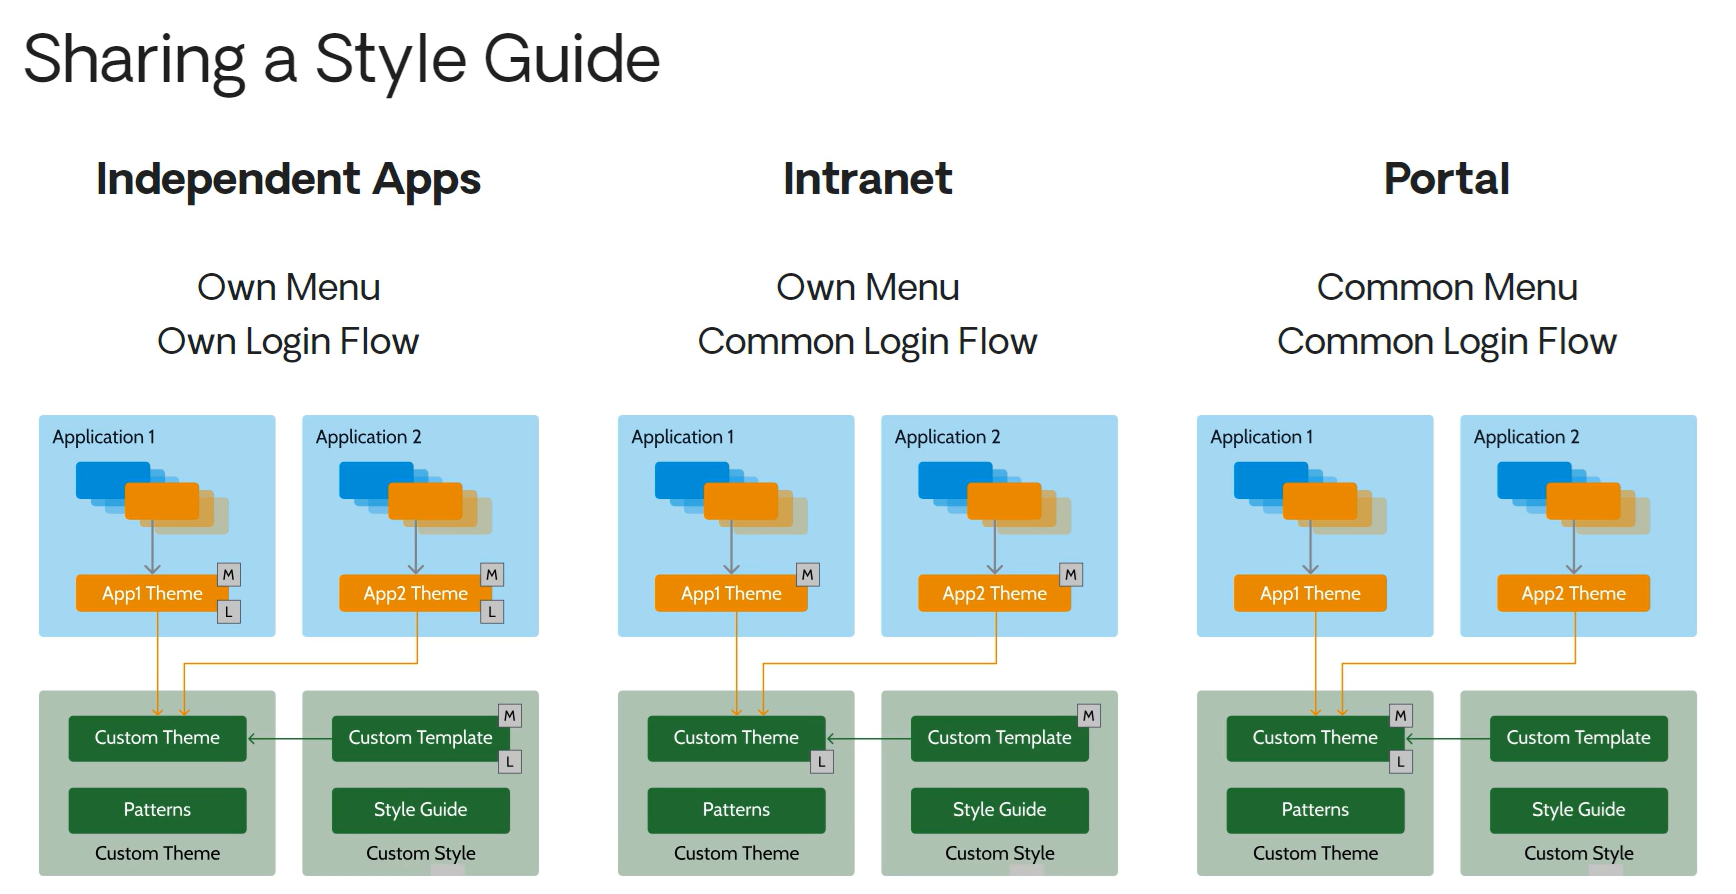 Sharing a Style Guide
Independent Apps
Own Menu
Own Login Flow
Application 1
Application 2
App1 Theme
M
L
App2 Theme
M
L
Custom Theme
Custom Template
M
L
Patterns
Style Guide
Custom Theme
Custom Style
Intranet
Own Menu
Common Login Flow
Application 1
Application 2
App1 Theme
M
App2 Theme
M
Custom Theme
L
Custom Template
M
Patterns
Style Guide
Custom Theme
Custom Style
Portal
Common Menu
Common Login Flow
Application 1
Application 2
App1 Theme
App2 Theme
Custom Theme
M
L
Custom Template
Patterns
Style Guide
Custom Theme
Custom Style